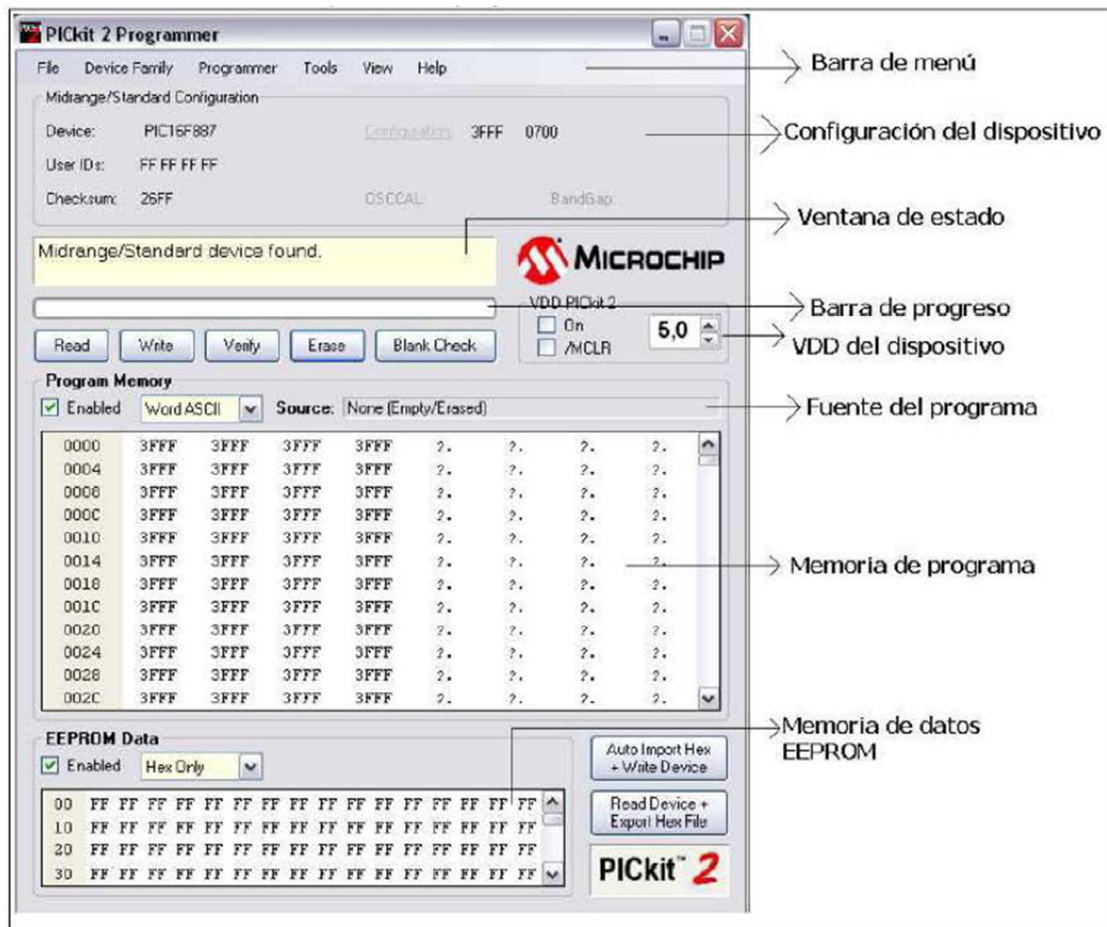 PICkit 2 Programmer
File Device Family Programmer Tools View Help
Barra de menú
Midrange/Standard Configuration
Device: PIC16F887 Configuration: 3FFF 0700
Configuración del dispositivo
User IDs: FF FF FF FF
Checksum: 26FF OSCCAL: BandGap:
Ventana de estado
Midrange/Standard device found.
MICROCHIP
Barra de progreso
VDD PICkit 2
On
/MCLR
5,0
VDD del dispositivo
Read Write Verify Erase Blank Check
Program Memory
Enabled Word ASCII Source: None (Empty/Erased)
Fuente del programa
0000 3FFF 3FFF 3FFF 3FFF ?. ?. ?. ?.
0004 3FFF 3FFF 3FFF 3FFF ?. ?. ?. ?.
0008 3FFF 3FFF 3FFF 3FFF ?. ?. ?. ?.
000C 3FFF 3FFF 3FFF 3FFF ?. ?. ?. ?.
0010 3FFF 3FFF 3FFF 3FFF ?. ?. ?. ?.
0014 3FFF 3FFF 3FFF 3FFF ?. ?. ?. ?.
0018 3FFF 3FFF 3FFF 3FFF ?. ?. ?. ?.
001C 3FFF 3FFF 3FFF 3FFF ?. ?. ?. ?.
0020 3FFF 3FFF 3FFF 3FFF ?. ?. ?. ?.
0024 3FFF 3FFF 3FFF 3FFF ?. ?. ?. ?.
0028 3FFF 3FFF 3FFF 3FFF ?. ?. ?. ?.
002C 3FFF 3FFF 3FFF 3FFF ?. ?. ?. ?.
Memoria de programa
EEPROM Data
Enabled Hex Only
Memoria de datos
EEPROM
00 FF FF FF FF FF FF FF FF FF FF FF FF FF FF FF FF
10 FF FF FF FF FF FF FF FF FF FF FF FF FF FF FF FF
20 FF FF FF FF FF FF FF FF FF FF FF FF FF FF FF FF
30 FF FF FF FF FF FF FF FF FF FF FF FF FF FF FF FF
Auto Import Hex
+ Write Device
Read Device +
Export Hex File
PICkit™ 2